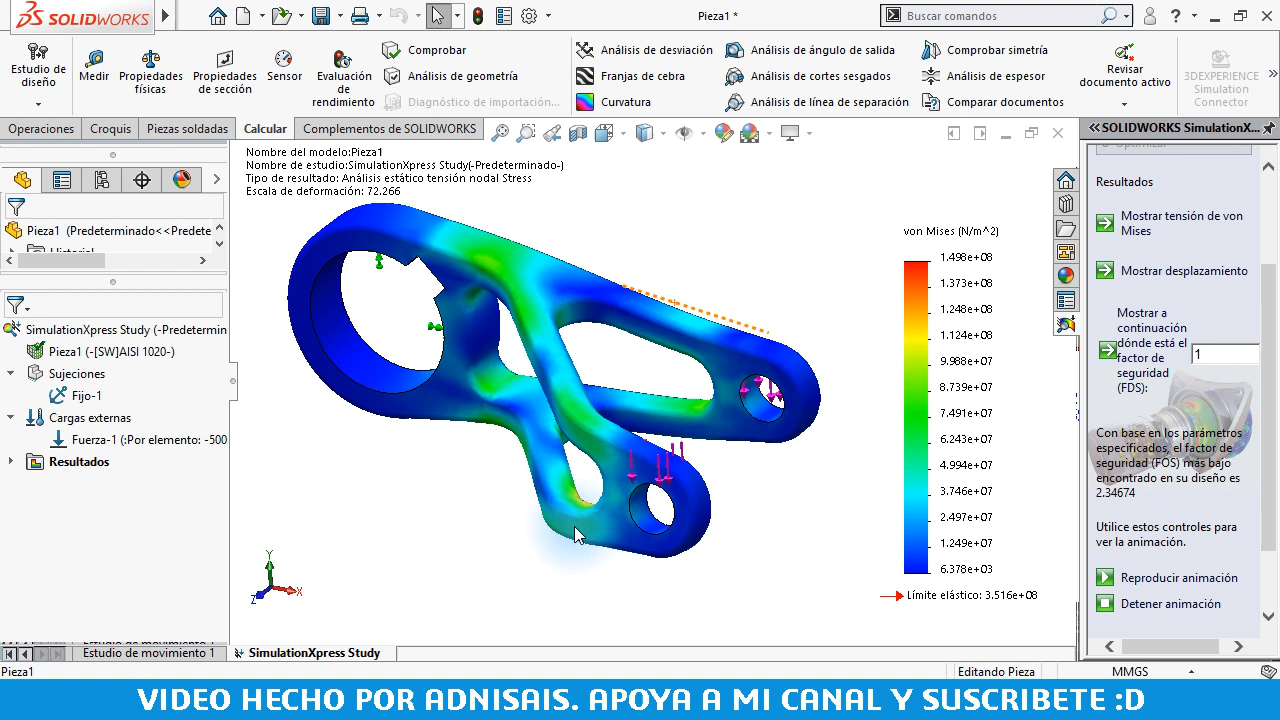 SOLIDWORKS
Pieza1 *
Buscar comandos
Estudio de
diseño
Medir
Propiedades
físicas
Propiedades
de sección
Sensor
Evaluación
de
rendimiento
Comprobar
Análisis de geometría
Diagnóstico de importación...
Análisis de desviación
Franjas de cebra
Curvatura
Análisis de ángulo de salida
Análisis de cortes sesgados
Análisis de línea de separación
Comprobar simetría
Análisis de espesor
Comparar documentos
Revisar
documento activo
3DEXPERIENCE
Simulation
Connector
Operaciones
Croquis
Piezas soldadas
Calcular
Complementos de SOLIDWORKS
SOLIDWORKS SimulationX...
Nombre del modelo:Pieza1
Nombre de estudio:SimulationXpress Study(-Predeterminado-)
Tipo de resultado: Análisis estático tensión nodal Stress
Escala de deformación: 72.266
Pieza1 (Predeterminado<<Predete
SimulationXpress Study (-Predetermin
Pieza1 (-[SW]AISI 1020-)
Sujeciones
Fijo-1
Cargas externas
Fuerza-1 (:Por elemento: -500
Resultados
von Mises (N/m^2)
1.498e+08
1.373e+08
1.248e+08
1.124e+08
9.988e+07
8.739e+07
7.491e+07
6.243e+07
4.994e+07
3.746e+07
2.497e+07
1.249e+07
6.378e+03
Límite elástico: 3.516e+08
Resultados
Mostrar tensión de von
Mises
Mostrar desplazamiento
Mostrar a
continuación
dónde está el
factor de
seguridad
(FDS):
1
Con base en los parámetros
especificados, el factor de
seguridad (FOS) más bajo
encontrado en su diseño es
2.34674
Utilice estos controles para
ver la animación.
Reproducir animación
Detener animación
Y
X
Z
Estudio de movimiento 1
SimulationXpress Study
Pieza1
Editando Pieza
MMGS
VIDEO HECHO POR ADNISAIS. APOYA A MI CANAL Y SUSCRIBETE :D